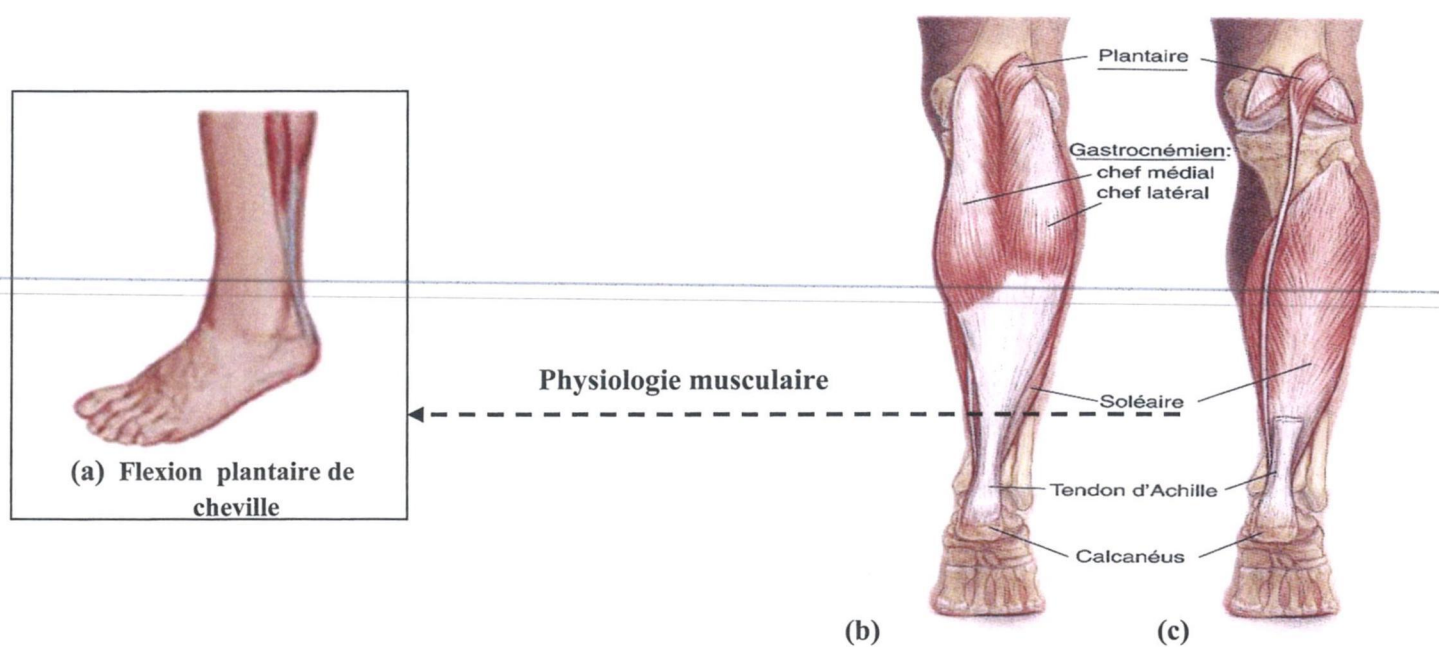 Plantaire
Gastrocnémien:
chef médial
chef latéral
Physiologie musculaire
Soléaire
(a) Flexion plantaire de
cheville
Tendon d'Achille
Calcanéus
(b)
(c)